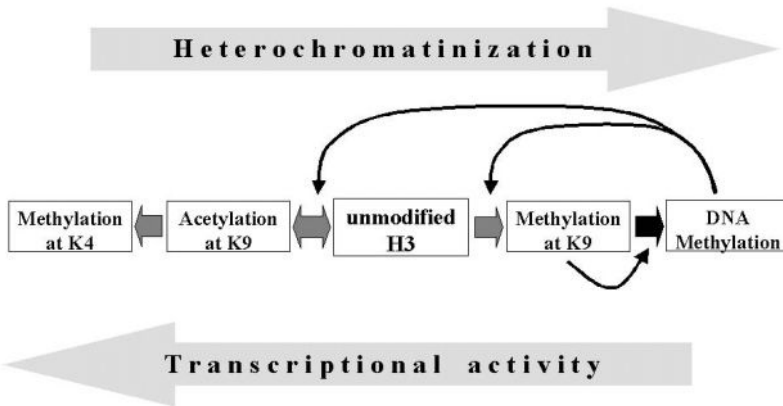 Heterochromatinization
Methylation
at K4
Acetylation
at K9
unmodified
H3
Methylation
at K9
DNA
Methylation
Transcriptional activity